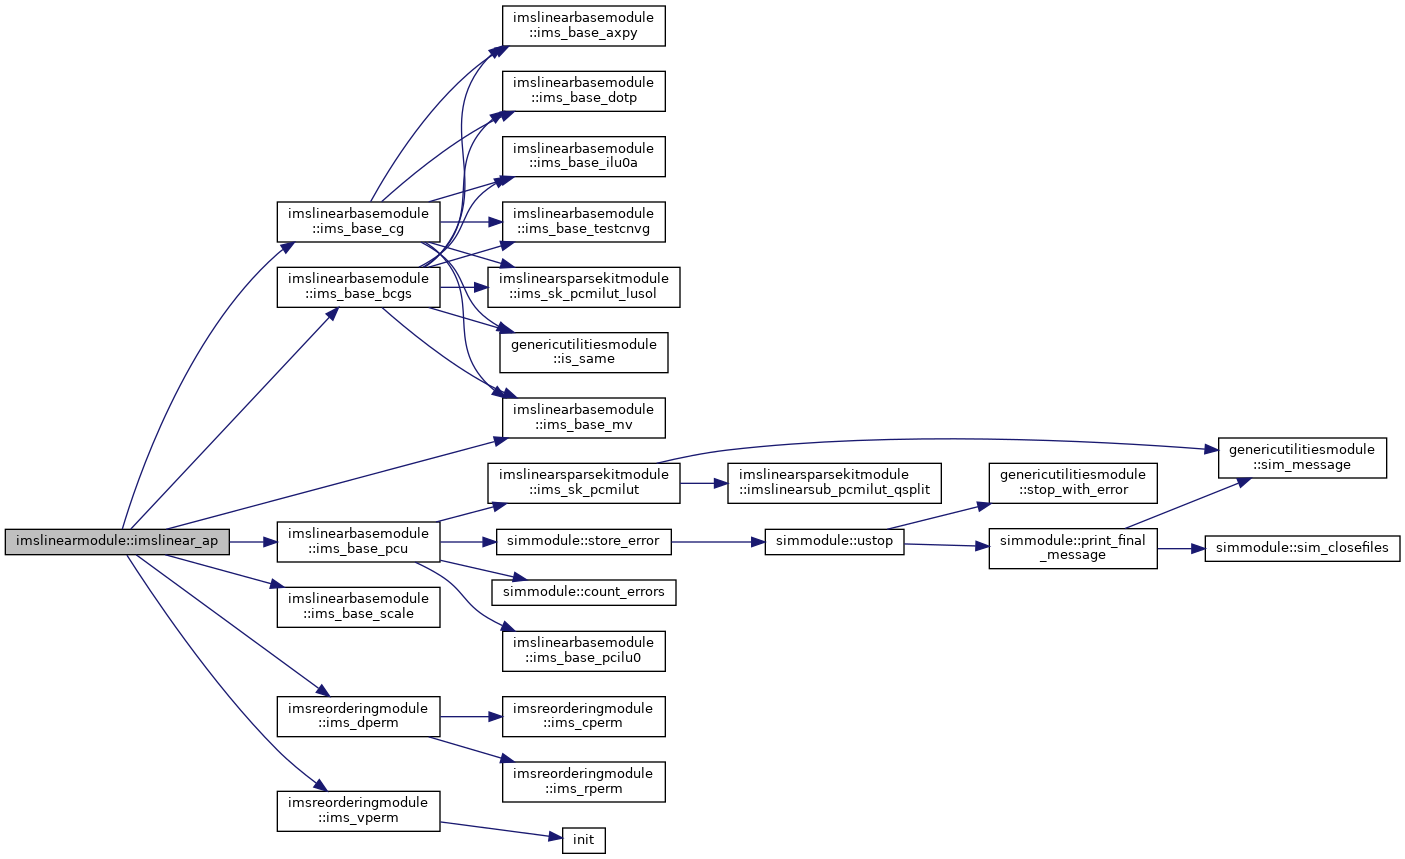 imslinearbasemodule
::ims_base_axpy
imslinearbasemodule
::ims_base_dotp
imslinearbasemodule
::ims_base_ilu0a
imslinearbasemodule
::ims_base_cg
imslinearbasemodule
::ims_base_testcnvg
imslinearbasemodule
::ims_base_bcgs
imslinearsparsekitmodule
::ims_sk_pcmilut_lusol
genericutilitiesmodule
::is_same
imslinearbasemodule
::ims_base_mv
genericutilitiesmodule
::sim_message
imslinearsparsekitmodule
::ims_sk_pcmilut
imslinearsparsekitmodule
::imslinearsub_pcmilut_qsplit
genericutilitiesmodule
::stop_with_error
imslinearmodule::imslinear_ap
imslinearbasemodule
::ims_base_pcu
simmodule::store_error
simmodule::ustop
simmodule::print_final
_message
simmodule::sim_closefiles
simmodule::count_errors
imslinearbasemodule
::ims_base_scale
imslinearbasemodule
::ims_base_pcilu0
imsreorderingmodule
::ims_dperm
imsreorderingmodule
::ims_cperm
imsreorderingmodule
::ims_rperm
imsreorderingmodule
::ims_vperm
init